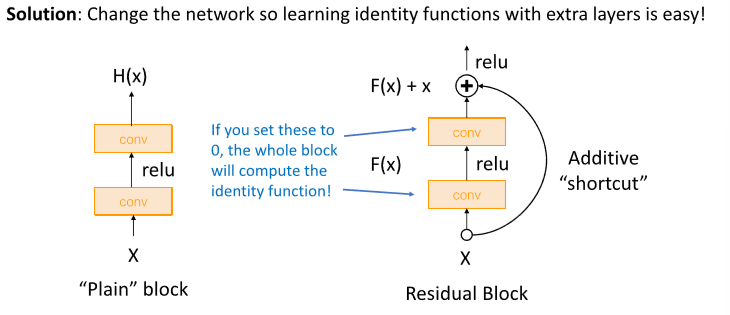 Solution: Change the network so learning identity functions with extra layers is easy!
H(x)
conv
relu
conv
X
"Plain" block
If you set these to
0, the whole block
will compute the
identity function!
relu
F(x) + x
+
conv
F(x)
relu
conv
X
Residual Block
Additive
"shortcut"